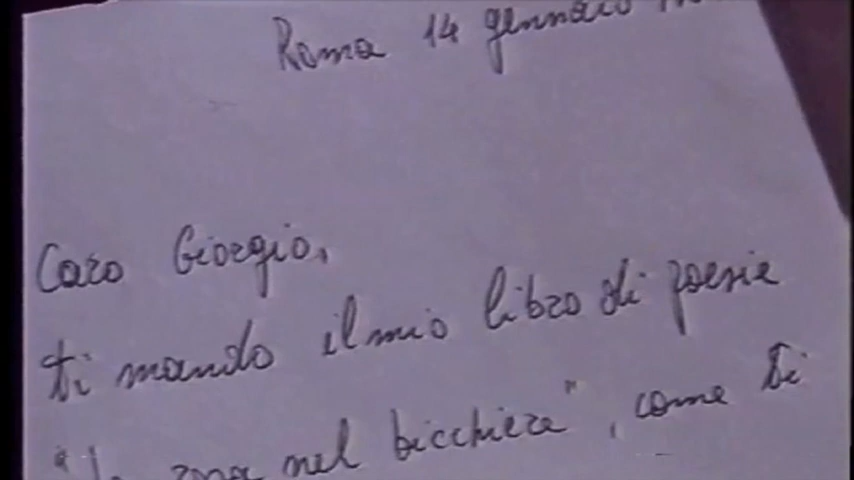 Roma 14 gennaio
Caro Giorgio,
ti mando il mio libro di poesie
nel bicchiere", come ti